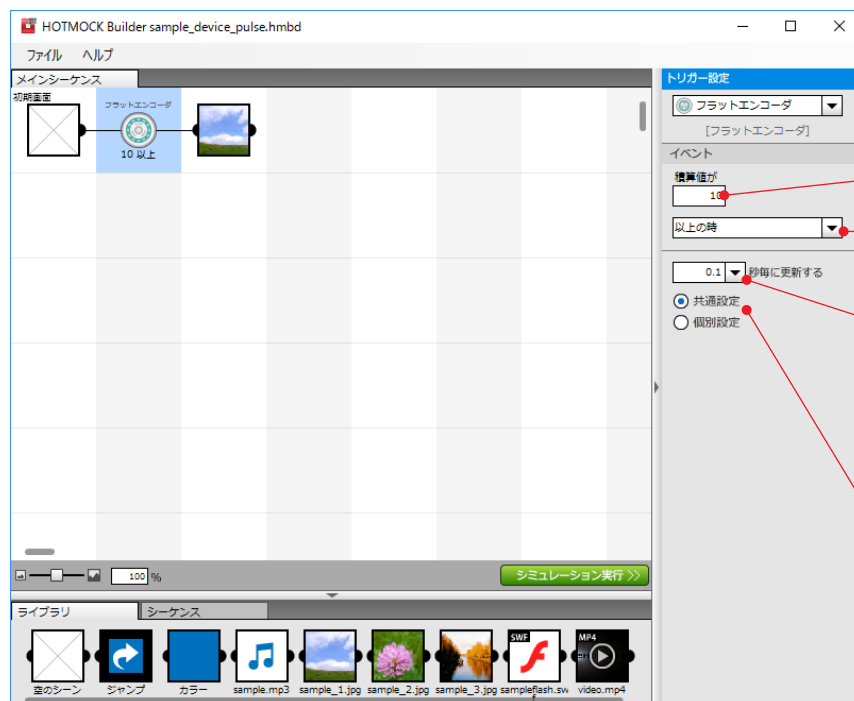 HOTMOCK Builder sample_device_pulse.hmbd
ファイル ヘルプ
メインシーケンス
初期画面
フラットエンコーダ
10 以上
トリガー設定
フラットエンコーダ
[フラットエンコーダ]
イベント
積算値が
10
以上の時
0.1 秒毎に更新する
共通設定
個別設定
100 %
シミュレーション実行 >>
ライブラリ シーケンス
SWF MP4
空のシーン ジャンプ カラー sample.mp3 sample_1.jpg sample_2.jpg sample_3.jpg sampleflash.sw video.mp4
f